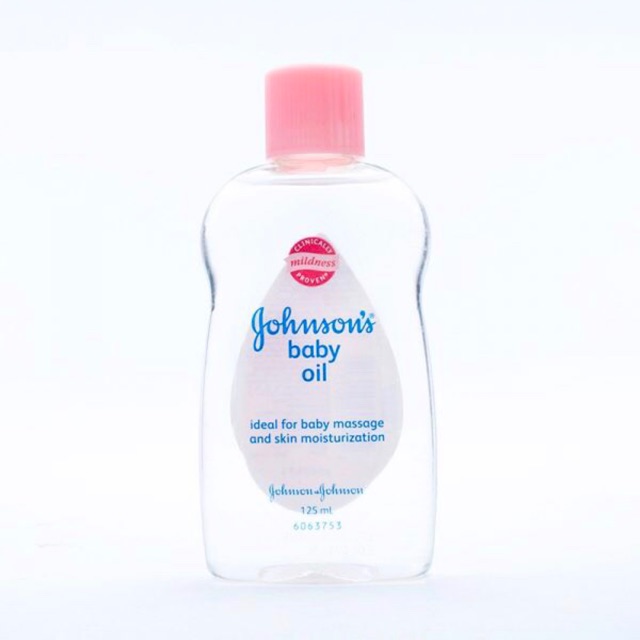 CLINICALLY
mildness
PROVEN
Johnson's®
baby
oil
ideal for baby massage
and skin moisturization
Johnson & Johnson
125 mL
6063753